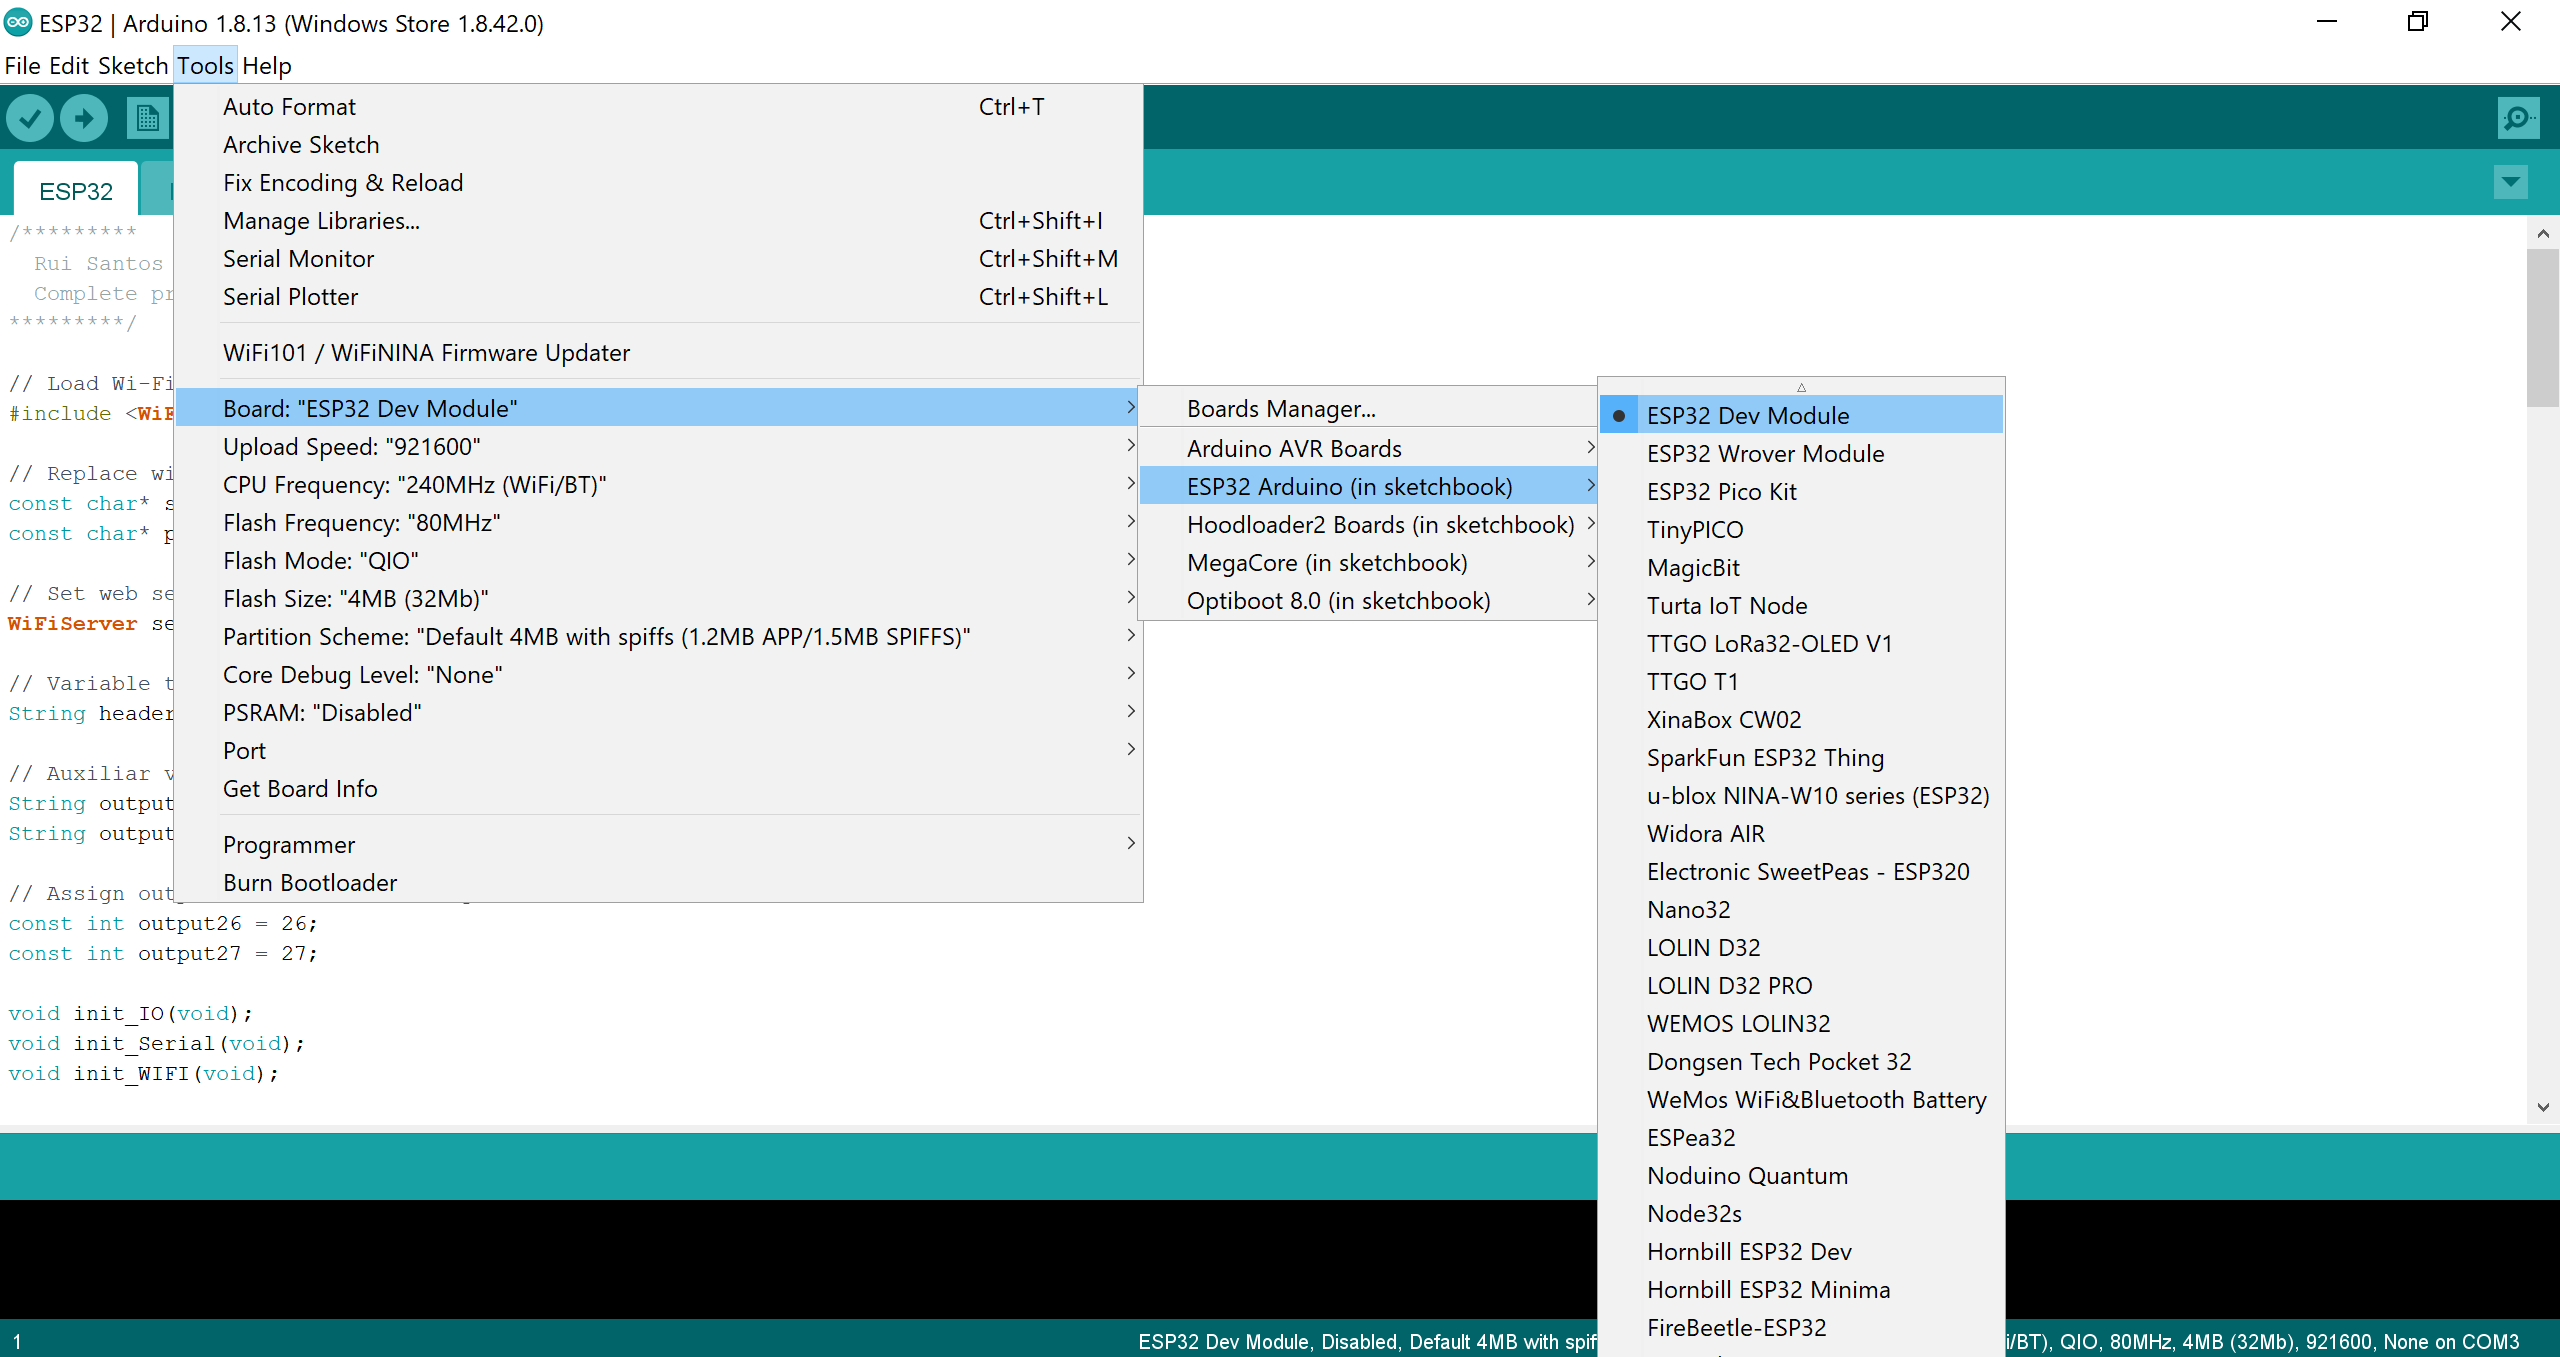 ESP32 | Arduino 1.8.13 (Windows Store 1.8.42.0)
File Edit Sketch Tools Help
ESP32
/*********
Rui Santos
Complete
*********/
// Load Wi-Fi
#include <
// Replace
const char*
const char*
// Set web
WiFiServer
// Variable
String header
// Auxiliar
String output
String output
// Assign
const int output26 = 26;
const int output27 = 27;
void init_IO(void);
void init_Serial(void);
void init_WIFI(void);
Auto Format Ctrl+T
Archive Sketch
Fix Encoding & Reload
Manage Libraries... Ctrl+Shift+I
Serial Monitor Ctrl+Shift+M
Serial Plotter Ctrl+Shift+L
WiFi101 / WiFiNINA Firmware Updater
Board: "ESP32 Dev Module"
Upload Speed: "921600"
CPU Frequency: "240MHz (WiFi/BT)"
Flash Frequency: "80MHz"
Flash Mode: "QIO"
Flash Size: "4MB (32Mb)"
Partition Scheme: "Default 4MB with spiffs (1.2MB APP/1.5MB SPIFFS)"
Core Debug Level: "None"
PSRAM: "Disabled"
Port
Get Board Info
Programmer
Burn Bootloader
Boards Manager...
Arduino AVR Boards
ESP32 Arduino (in sketchbook)
Hoodloader2 Boards (in sketchbook)
MegaCore (in sketchbook)
Optiboot 8.0 (in sketchbook)
ESP32 Dev Module
ESP32 Wrover Module
ESP32 Pico Kit
TinyPICO
MagicBit
Turta IoT Node
TTGO LoRa32-OLED V1
TTGO T1
XinaBox CW02
SparkFun ESP32 Thing
u-blox NINA-W10 series (ESP32)
Widora AIR
Electronic SweetPeas - ESP320
Nano32
LOLIN D32
LOLIN D32 PRO
WEMOS LOLIN32
Dongsen Tech Pocket 32
WeMos WiFi&Bluetooth Battery
ESPea32
Noduino Quantum
Node32s
Hornbill ESP32 Dev
Hornbill ESP32 Minima
FireBeetle-ESP32
1 ESP32 Dev Module, Disabled, Default 4MB with spif i/BT), QIO, 80MHz, 4MB (32Mb), 921600, None on COM3